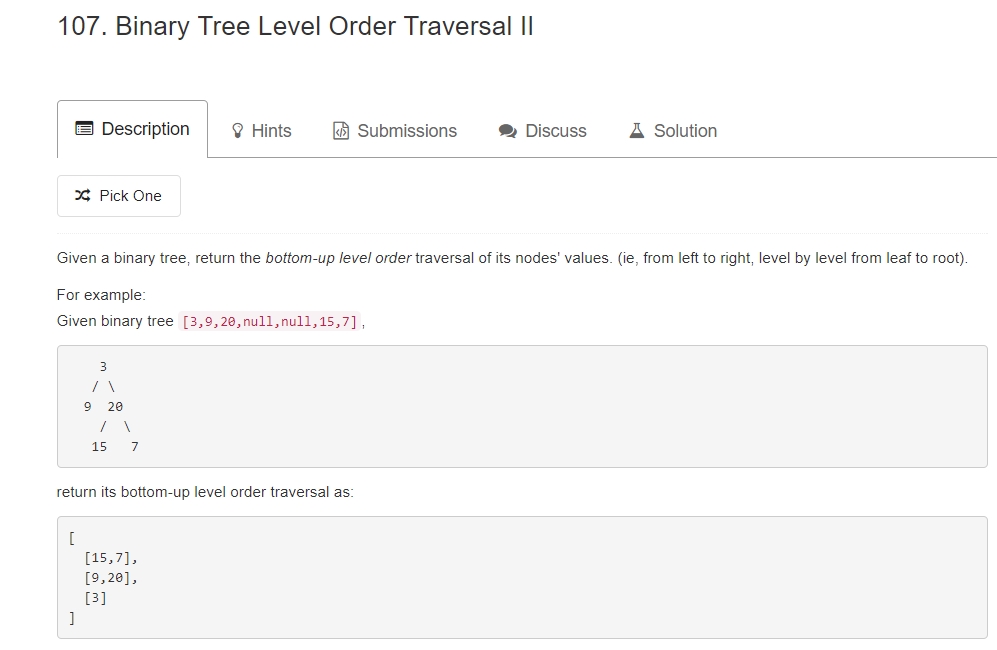 107. Binary Tree Level Order Traversal II
Description Hints Submissions Discuss Solution
Pick One
Given a binary tree, return the bottom-up level order traversal of its nodes' values. (ie, from left to right, level by level from leaf to root).
For example:
Given binary tree [3,9,20,null,null,15,7],
3
/ \
9 20
/ \
15 7
return its bottom-up level order traversal as:
[
[15,7],
[9,20],
[3]
]